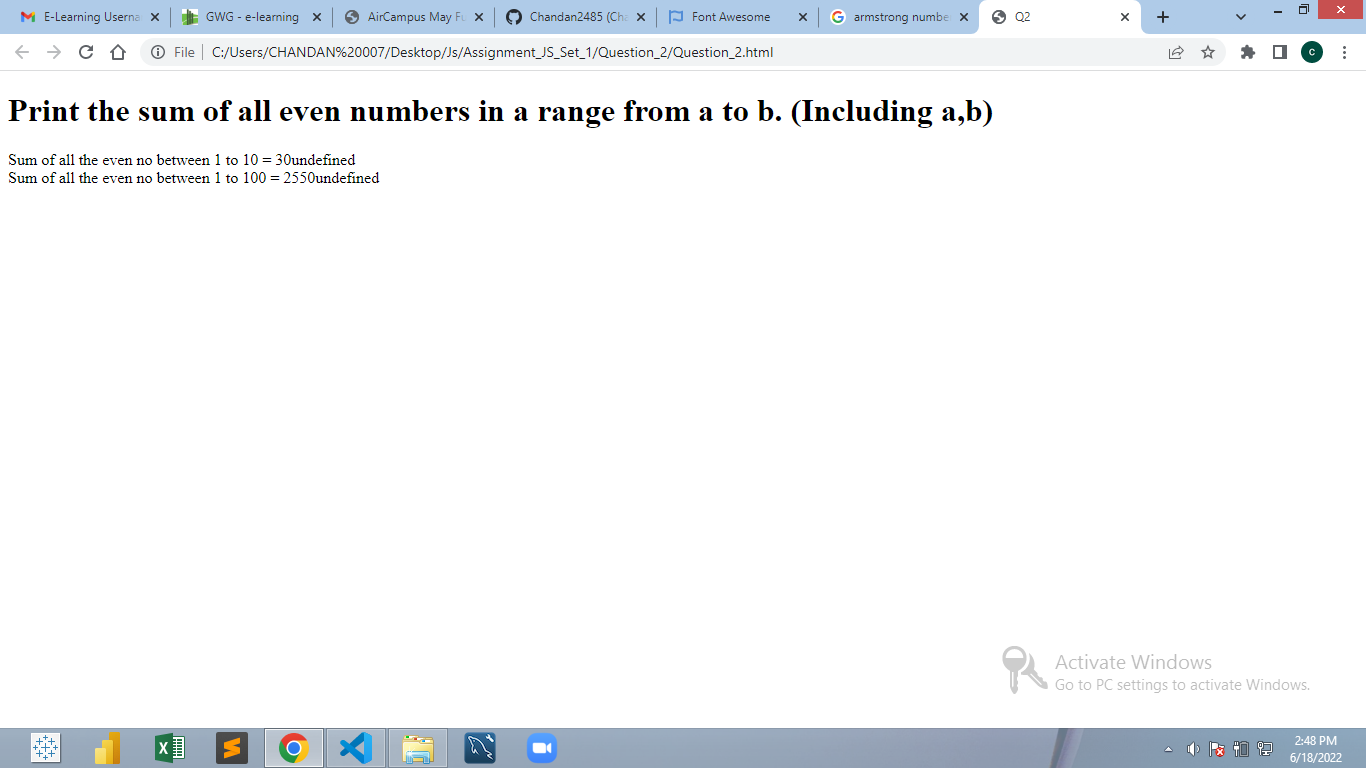 E-Learning Userna
GWG - e-learning
AirCampus May Fu
Chandan2485 (Cha
Font Awesome
armstrong numbe
Q2
File
C:/Users/CHANDAN%20007/Desktop/Js/Assignment_JS_Set_1/Question_2/Question_2.html
C
Print the sum of all even numbers in a range from a to b. (Including a,b)
Sum of all the even no between 1 to 10 = 30undefined
Sum of all the even no between 1 to 100 = 2550undefined
Activate Windows
Go to PC settings to activate Windows.
2:48 PM
6/18/2022